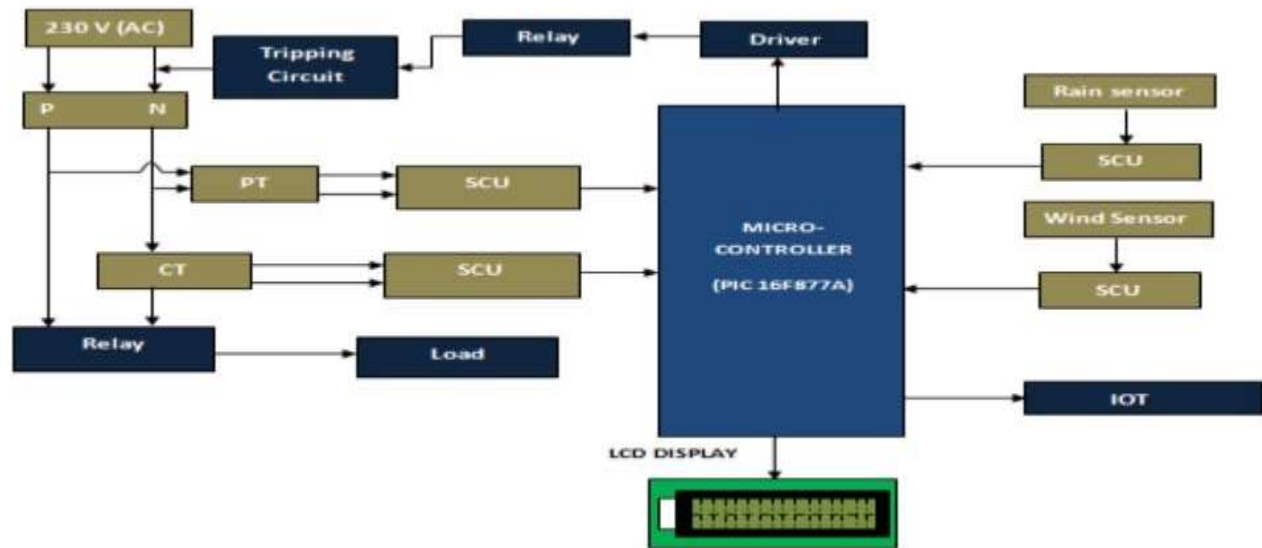 230 V (AC)
Tripping
Circuit
Relay
Driver
P N
Rain sensor
SCU
PT
SCU
Wind Sensor
MICRO-
CONTROLLER
(PIC 16F877A)
CT
SCU
SCU
Relay
Load
IOT
LCD DISPLAY